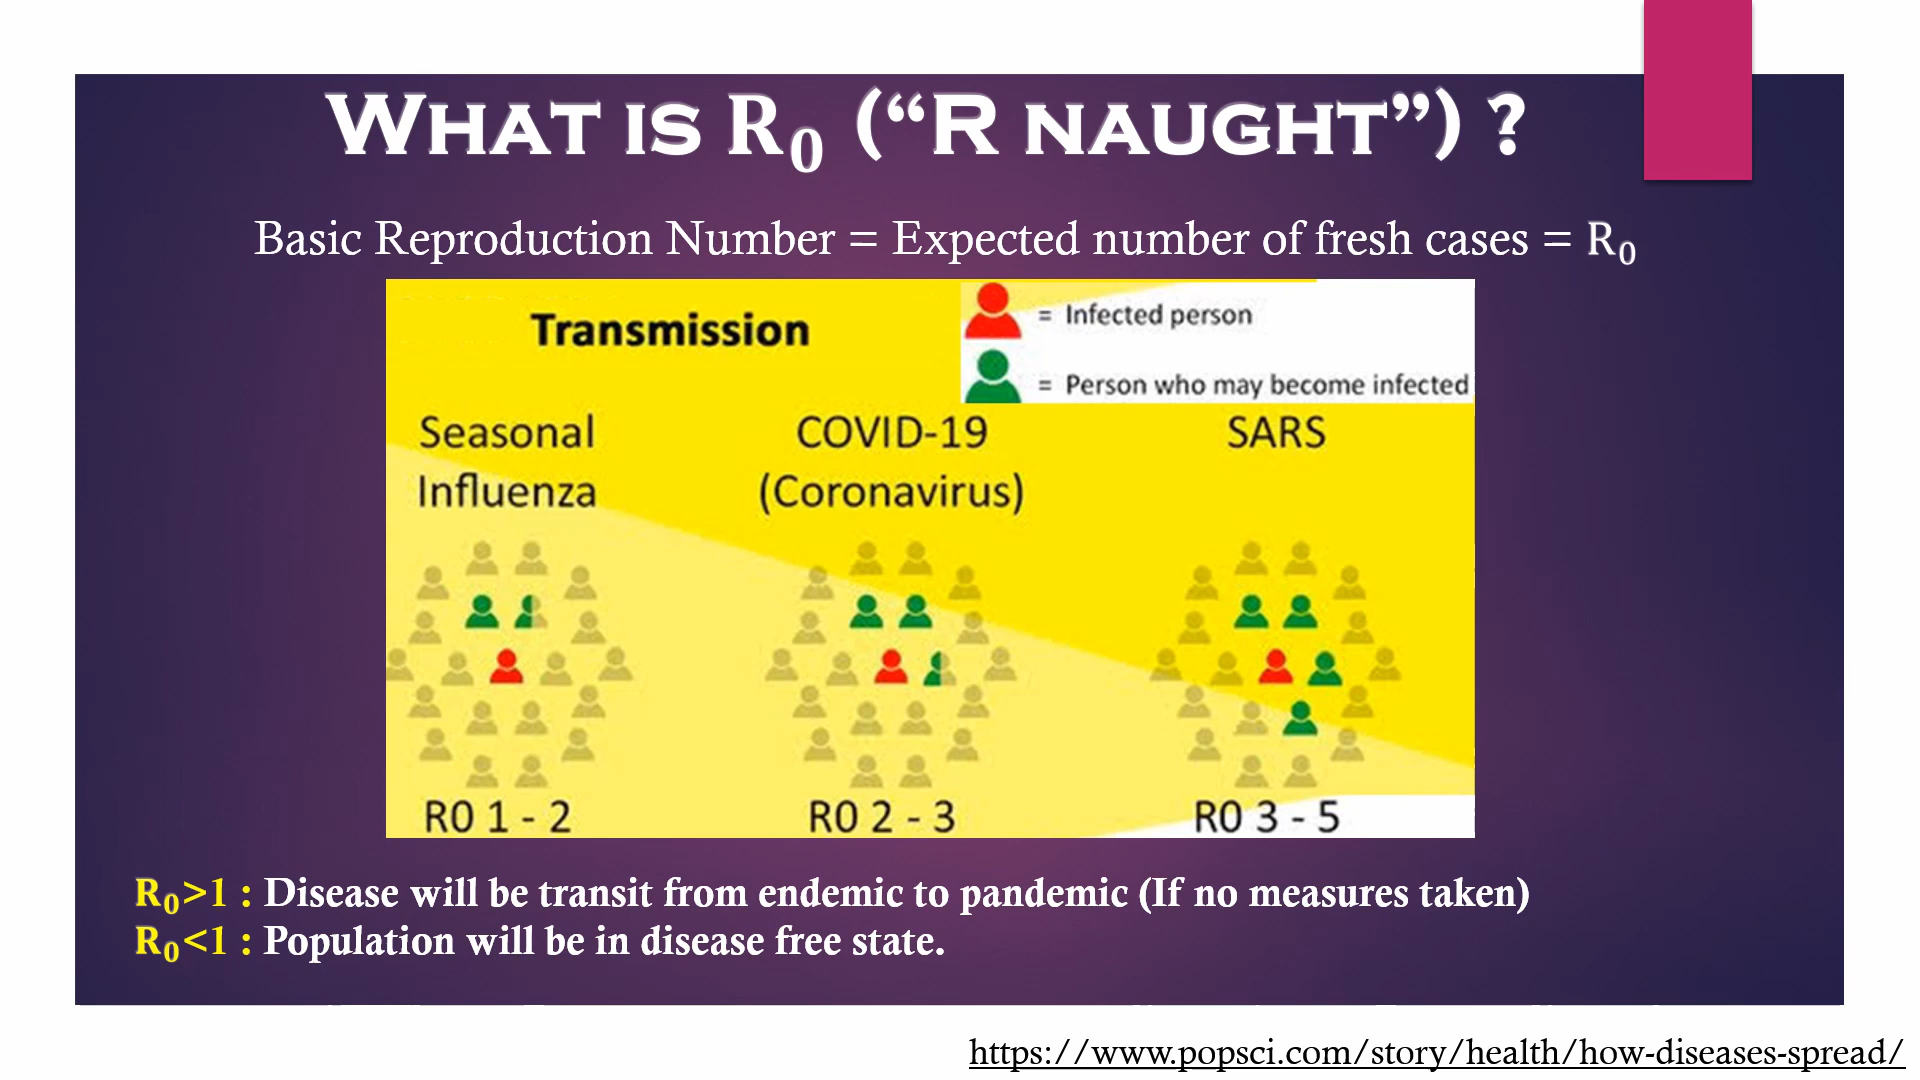 WHAT IS R₀ (“R NAUGHT”) ?
Basic Reproduction Number = Expected number of fresh cases = R₀
Transmission
= Infected person
= Person who may become infected
Seasonal Influenza
COVID-19 (Coronavirus)
SARS
R0 1 - 2
R0 2 - 3
R0 3 - 5
R₀>1 : Disease will be transit from endemic to pandemic (If no measures taken)
R₀<1 : Population will be in disease free state.
https://www.popsci.com/story/health/how-diseases-spread/